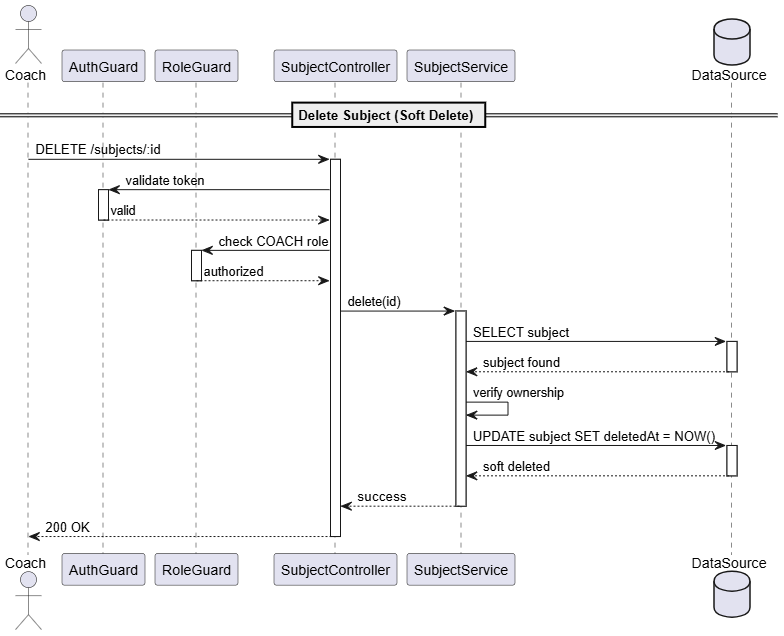 Coach
AuthGuard
RoleGuard
SubjectController
SubjectService
DataSource
Delete Subject (Soft Delete)
DELETE /subjects/:id
validate token
valid
check COACH role
authorized
delete(id)
SELECT subject
subject found
verify ownership
UPDATE subject SET deletedAt = NOW()
soft deleted
success
200 OK
Coach
AuthGuard
RoleGuard
SubjectController
SubjectService
DataSource